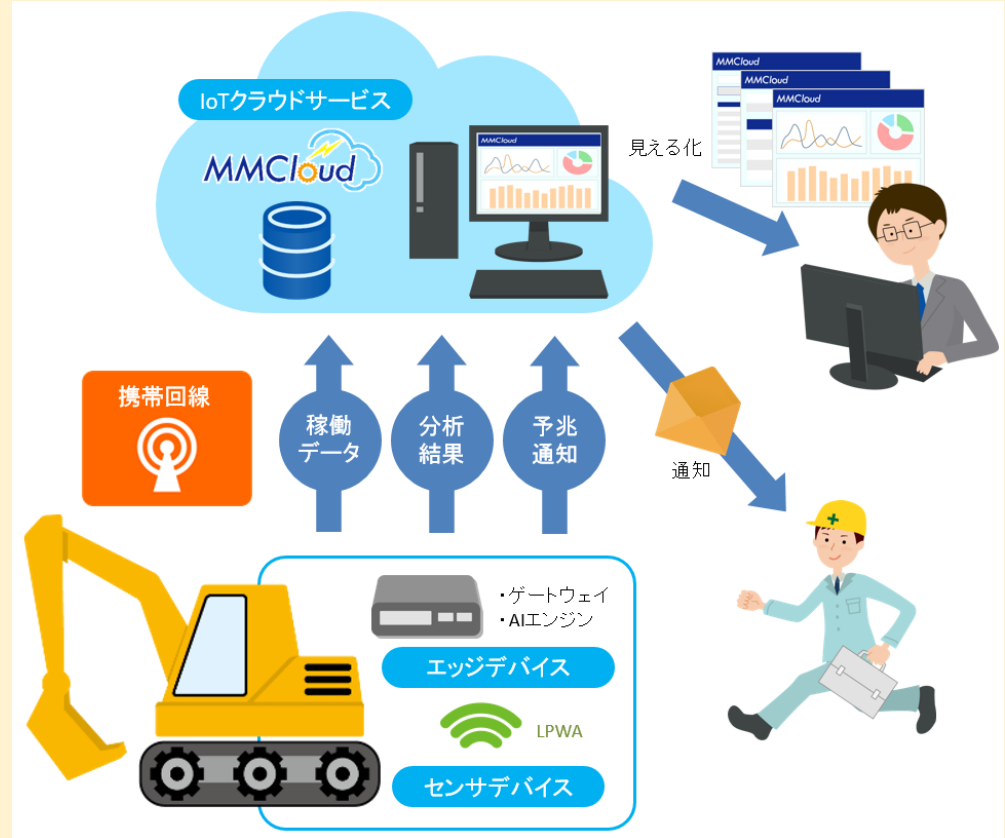 IoTクラウドサービス
MMCloud
MMCloud
見える化
MMCloud
MMCloud
MMCloud
携帯回線
稼働
データ
分析
結果
予兆
通知
通知
・ゲートウェイ
・AIエンジン
エッジデバイス
LPWA
センサデバイス